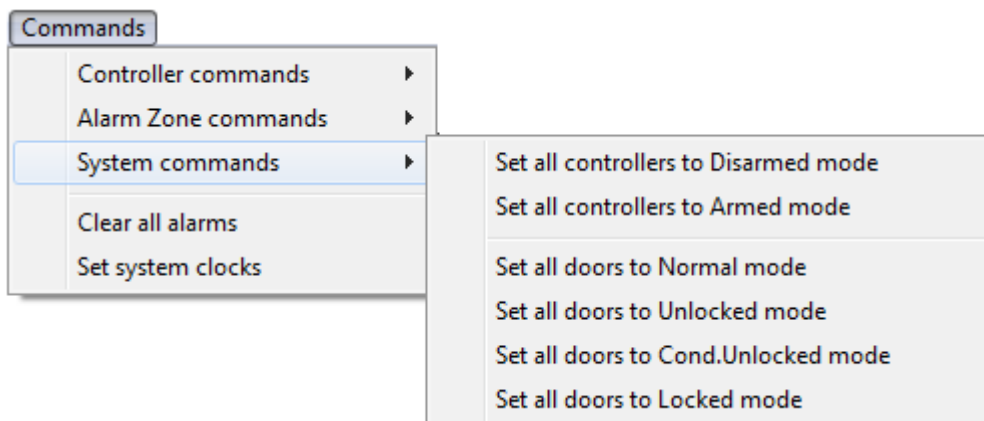 Commands
Controller commands
Alarm Zone commands
System commands
Clear all alarms
Set system clocks
Set all controllers to Disarmed mode
Set all controllers to Armed mode
Set all doors to Normal mode
Set all doors to Unlocked mode
Set all doors to Cond.Unlocked mode
Set all doors to Locked mode